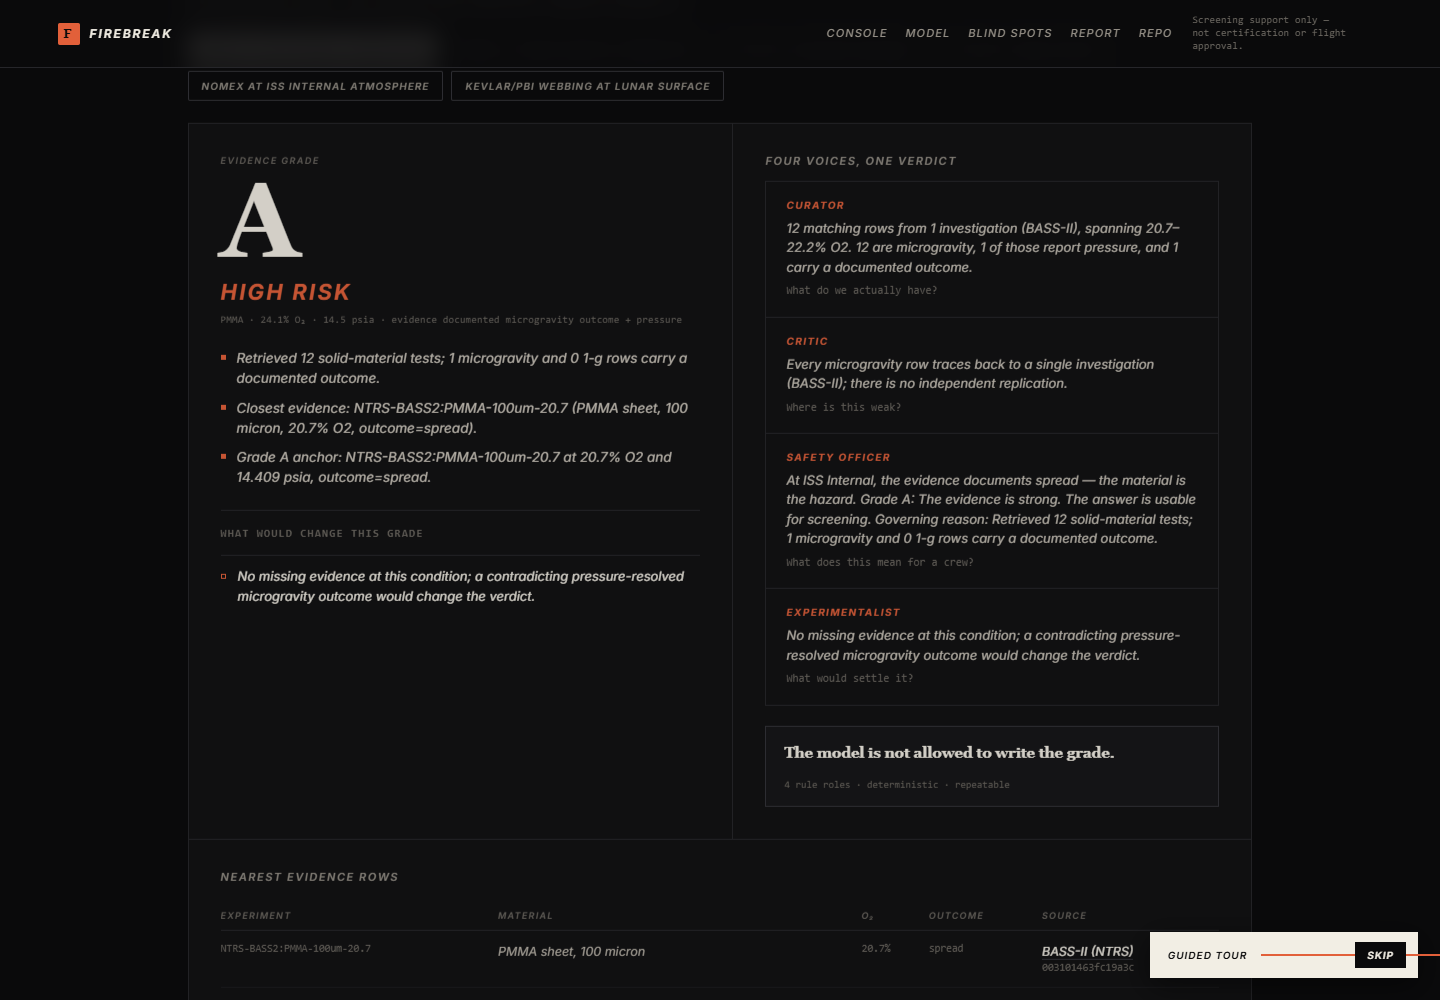 F FIREBREAK
CONSOLE MODEL BLIND SPOTS REPORT REPO
Screening support only —
not certification or flight
approval.
NOMEX AT ISS INTERNAL ATMOSPHERE
KEVLAR/PBI WEBBING AT LUNAR SURFACE
EVIDENCE GRADE
A
HIGH RISK
PMMA · 24.1% O₂ · 14.5 psia · evidence documented microgravity outcome + pressure
Retrieved 12 solid-material tests; 1 microgravity and 0 1-g rows carry a
documented outcome.
Closest evidence: NTRS-BASS2:PMMA-100um-20.7 (PMMA sheet, 100
micron, 20.7% O2, outcome=spread).
Grade A anchor: NTRS-BASS2:PMMA-100um-20.7 at 20.7% O2 and
14.409 psia, outcome=spread.
WHAT WOULD CHANGE THIS GRADE
No missing evidence at this condition; a contradicting pressure-resolved
microgravity outcome would change the verdict.
FOUR VOICES, ONE VERDICT
CURATOR
12 matching rows from 1 investigation (BASS-II), spanning 20.7–
22.2% O2. 12 are microgravity, 1 of those report pressure, and 1
carry a documented outcome.
What do we actually have?
CRITIC
Every microgravity row traces back to a single investigation
(BASS-II); there is no independent replication.
Where is this weak?
SAFETY OFFICER
At ISS Internal, the evidence documents spread — the material is
the hazard. Grade A: The evidence is strong. The answer is usable
for screening. Governing reason: Retrieved 12 solid-material tests;
1 microgravity and 0 1-g rows carry a documented outcome.
What does this mean for a crew?
EXPERIMENTALIST
No missing evidence at this condition; a contradicting pressure-
resolved microgravity outcome would change the verdict.
What would settle it?
The model is not allowed to write the grade.
4 rule roles · deterministic · repeatable
NEAREST EVIDENCE ROWS
EXPERIMENT MATERIAL O₂ OUTCOME SOURCE
NTRS-BASS2:PMMA-100um-20.7 PMMA sheet, 100 micron 20.7% spread BASS-II (NTRS)
003101463fc19a3c
GUIDED TOUR SKIP